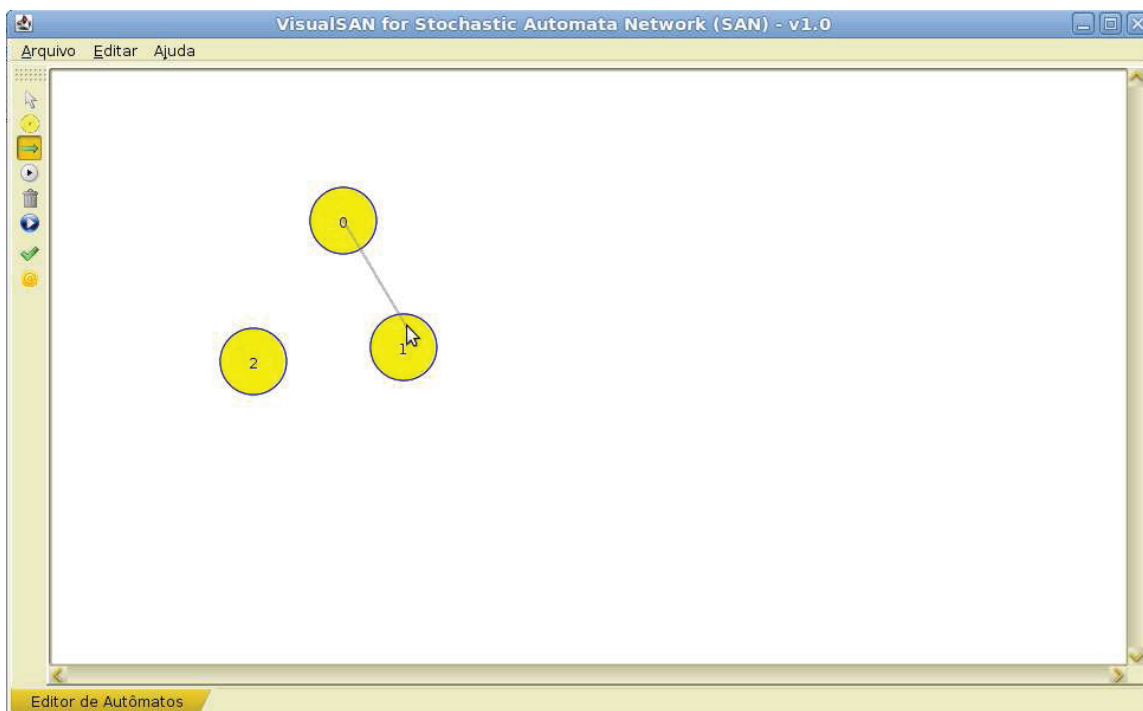 VisualSAN for Stochastic Automata Network (SAN) - v1.0
Arquivo Editar Ajuda
0
1
2
Editor de Autômatos